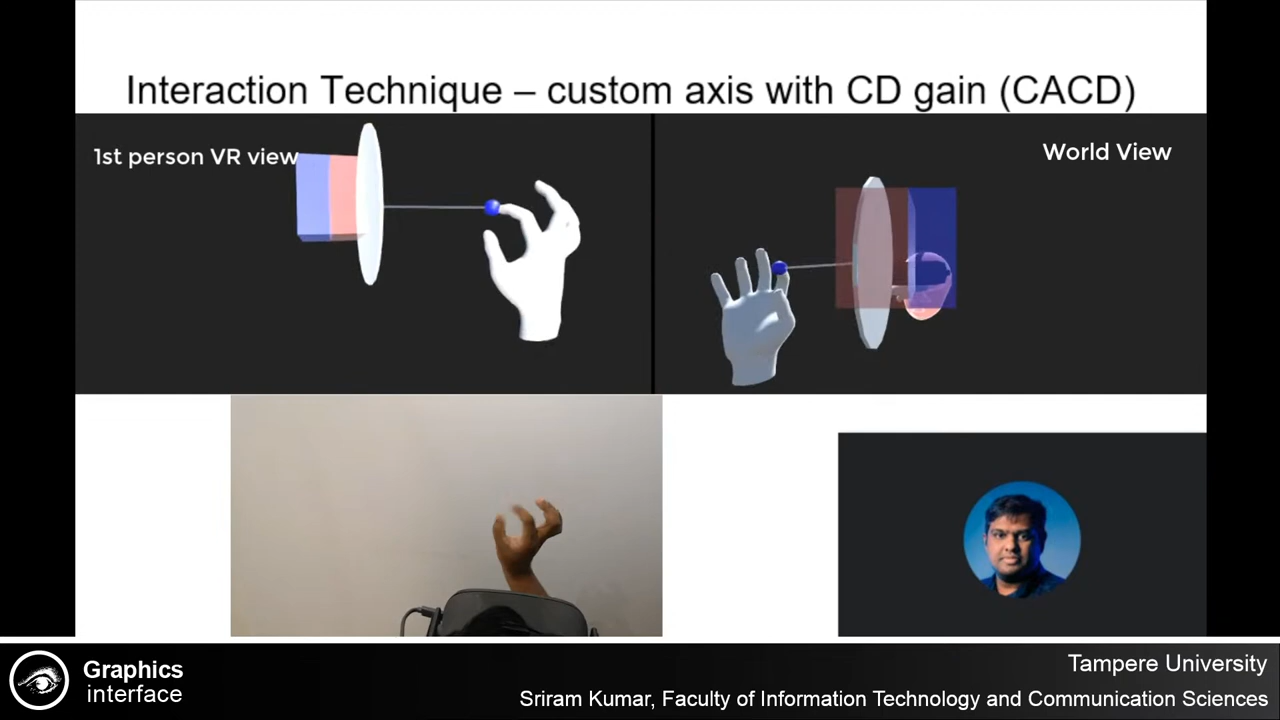 Interaction Technique – custom axis with CD gain (CACD)
1st person VR view
World View
Graphics
interface
Tampere University
Sriram Kumar, Faculty of Information Technology and Communication Sciences